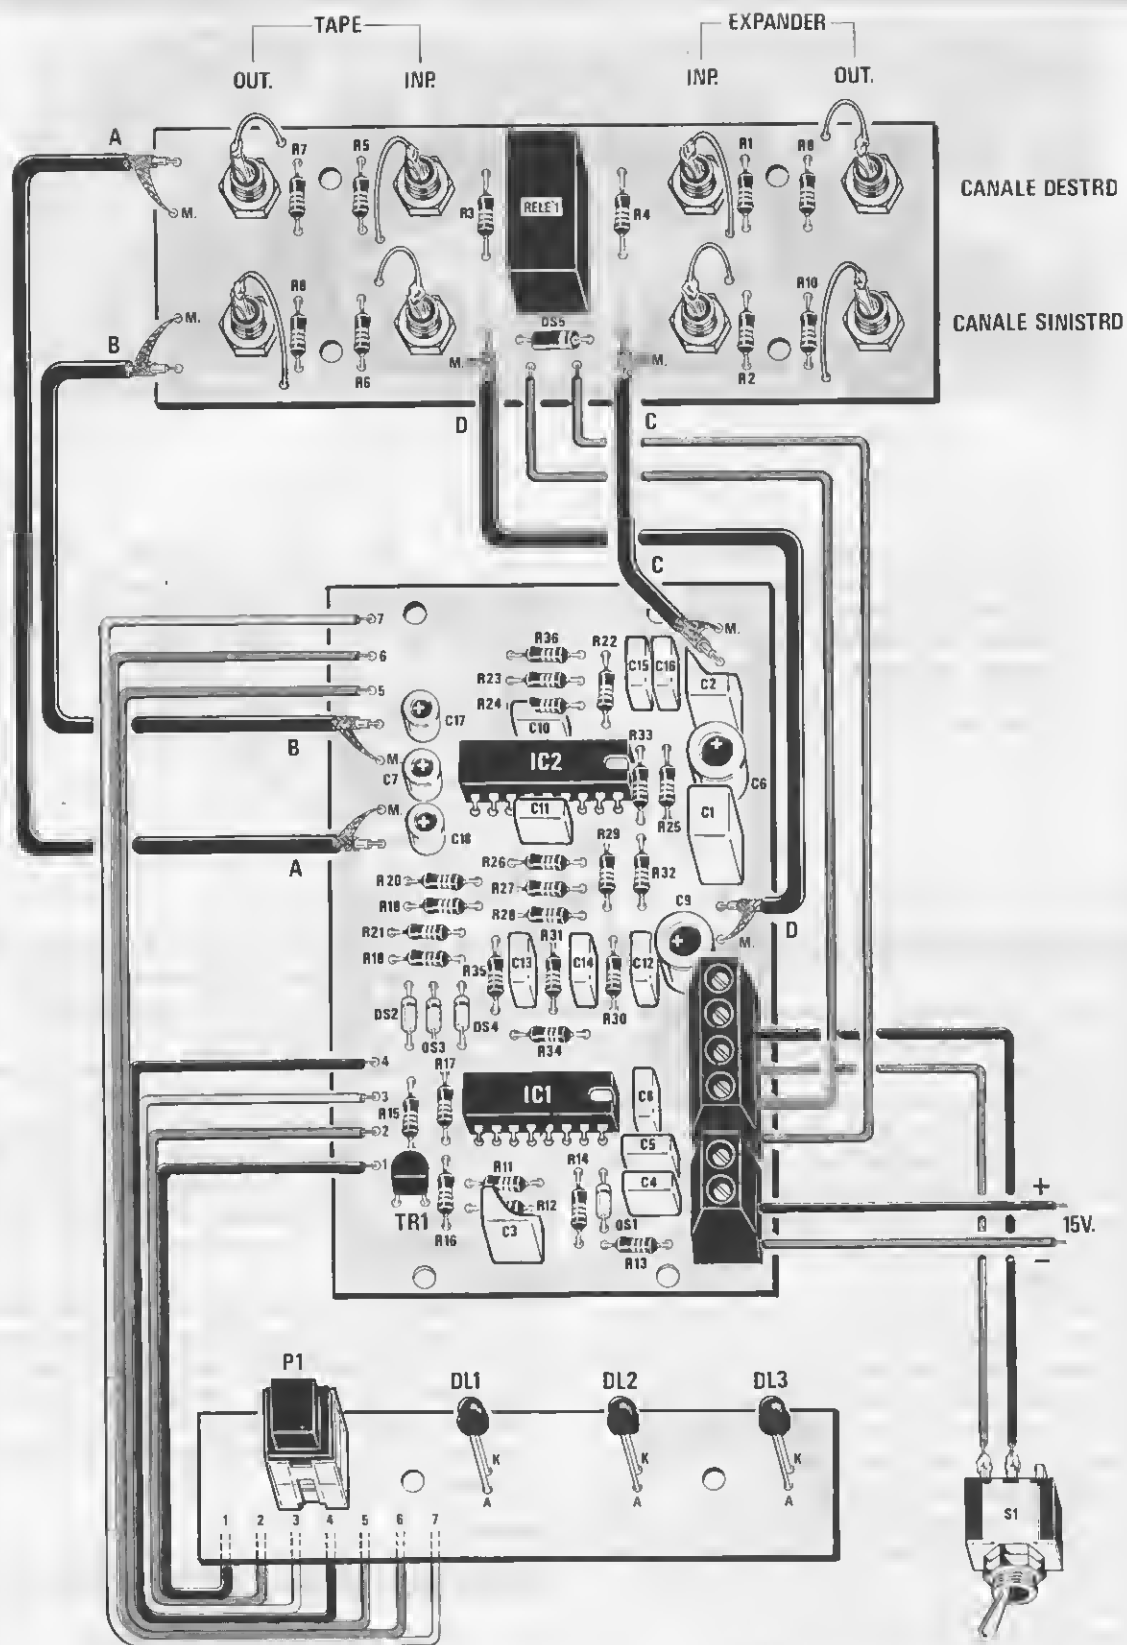 TAPE
EXPANDER
OUT.
INP.
INP.
OUT.
A
R7
R5
R1
R8
M.
R3
RELE'1
R4
CANALE DESTRD
R8
R10
M.
DS5
CANALE SINISTRD
B
R6
M.
M.
R2
D
C
C
7
6
5
M.
R36
R22
R23
R24
C15
C16
C2
C17
C10
R33
B
M.
C7
IC2
C6
C11
C1
M.
R25
C18
R29
A
R26
R32
R20
R27
R18
R28
C9
R21
R31
M.
D
R18
R35
C13
C14
C12
DS2
DS3
DS4
R30
R34
4
R17
3
R15
IC1
C8
2
C5
1
R11
R14
C4
TR1
R12
+
R16
C3
DS1
15V.
R13
-
P1
DL1
DL2
DL3
K
K
K
A
A
A
1 2 3 4 5 6 7
S1